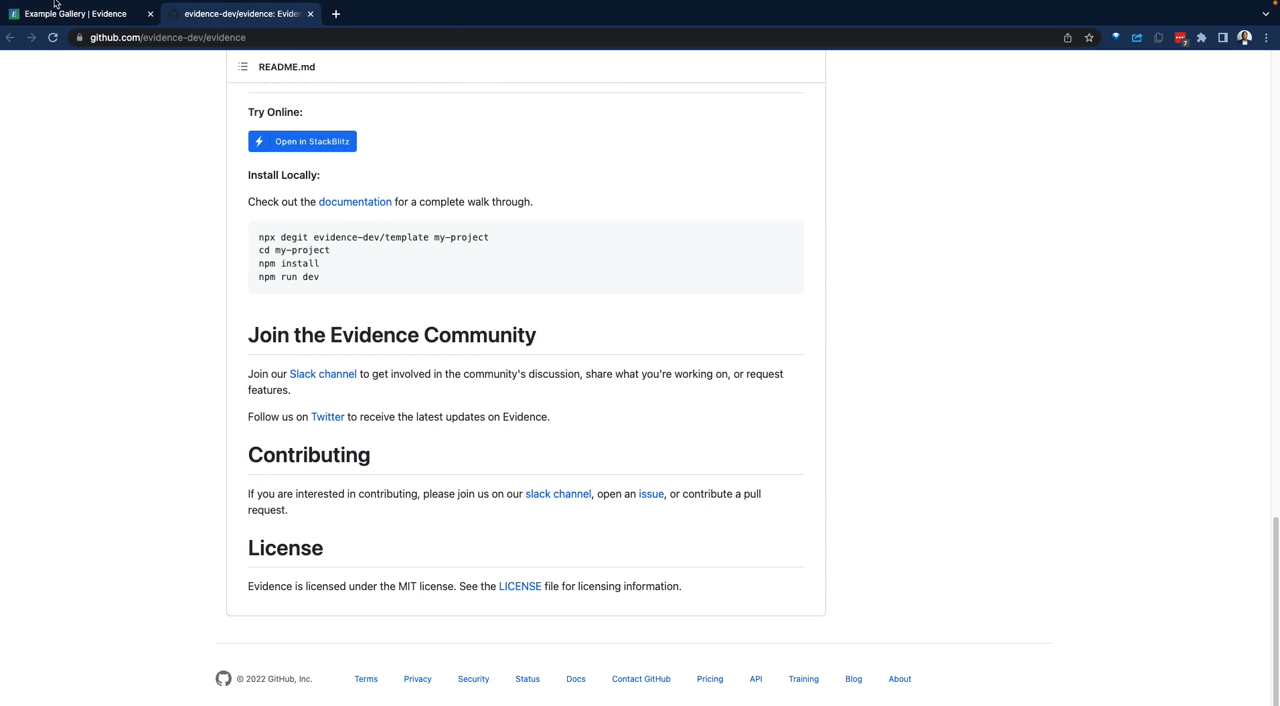 Example Gallery | Evidence
evidence-dev/evidence: Eviden
github.com/evidence-dev/evidence
README.md
Try Online:
Open in StackBlitz
Install Locally:
Check out the documentation for a complete walk through.
npx degit evidence-dev/template my-project
cd my-project
npm install
npm run dev
Join the Evidence Community
Join our Slack channel to get involved in the community's discussion, share what you're working on, or request
features.
Follow us on Twitter to receive the latest updates on Evidence.
Contributing
If you are interested in contributing, please join us on our slack channel, open an issue, or contribute a pull
request.
License
Evidence is licensed under the MIT license. See the LICENSE file for licensing information.
© 2022 GitHub, Inc.
Terms
Privacy
Security
Status
Docs
Contact GitHub
Pricing
API
Training
Blog
About